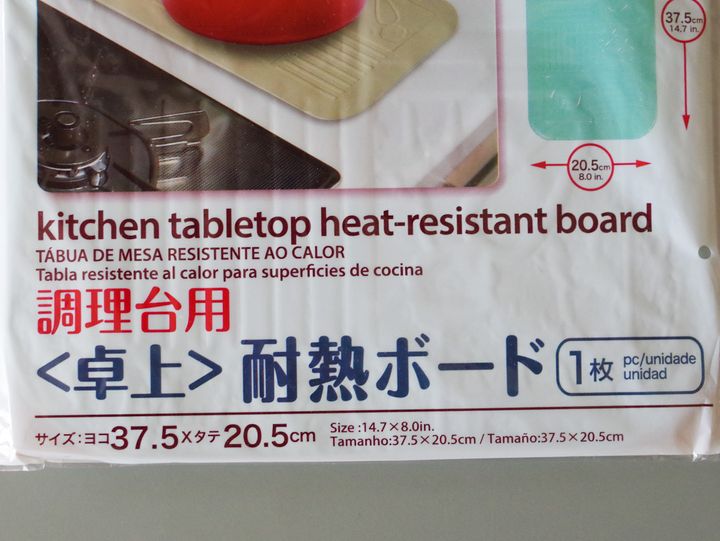 37.5cm
14.7 in.
20.5cm
8.0 in.
kitchen tabletop heat-resistant board
TÁBUA DE MESA RESISTENTE AO CALOR
Tabla resistente al calor para superficies de cocina
調理台用
<卓上> 耐熱ボード 1枚 pc/unidade unidad
サイズ:ヨコ37.5×タテ20.5cm
Size :14.7×8.0in.
Tamanho:37.5×20.5cm / Tamaño:37.5×20.5cm